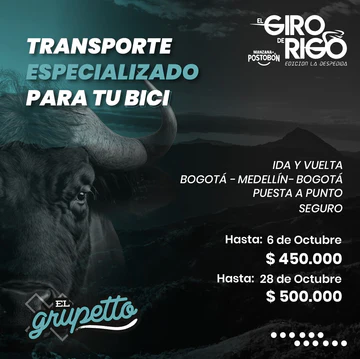 TRANSPORTE
ESPECIALIZADO
PARA TU BICI
EL
GIRO
DE
RIGO
MANZANA
POSTOBÓN
EDICION LA DESPEDIDA
IDA Y VUELTA
BOGOTÁ - MEDELLÍN- BOGOTÁ
PUESTA A PUNTO
SEGURO
Hasta: 6 de Octubre
$ 450.000
Hasta: 28 de Octubre
$ 500.000
EL
grupetto